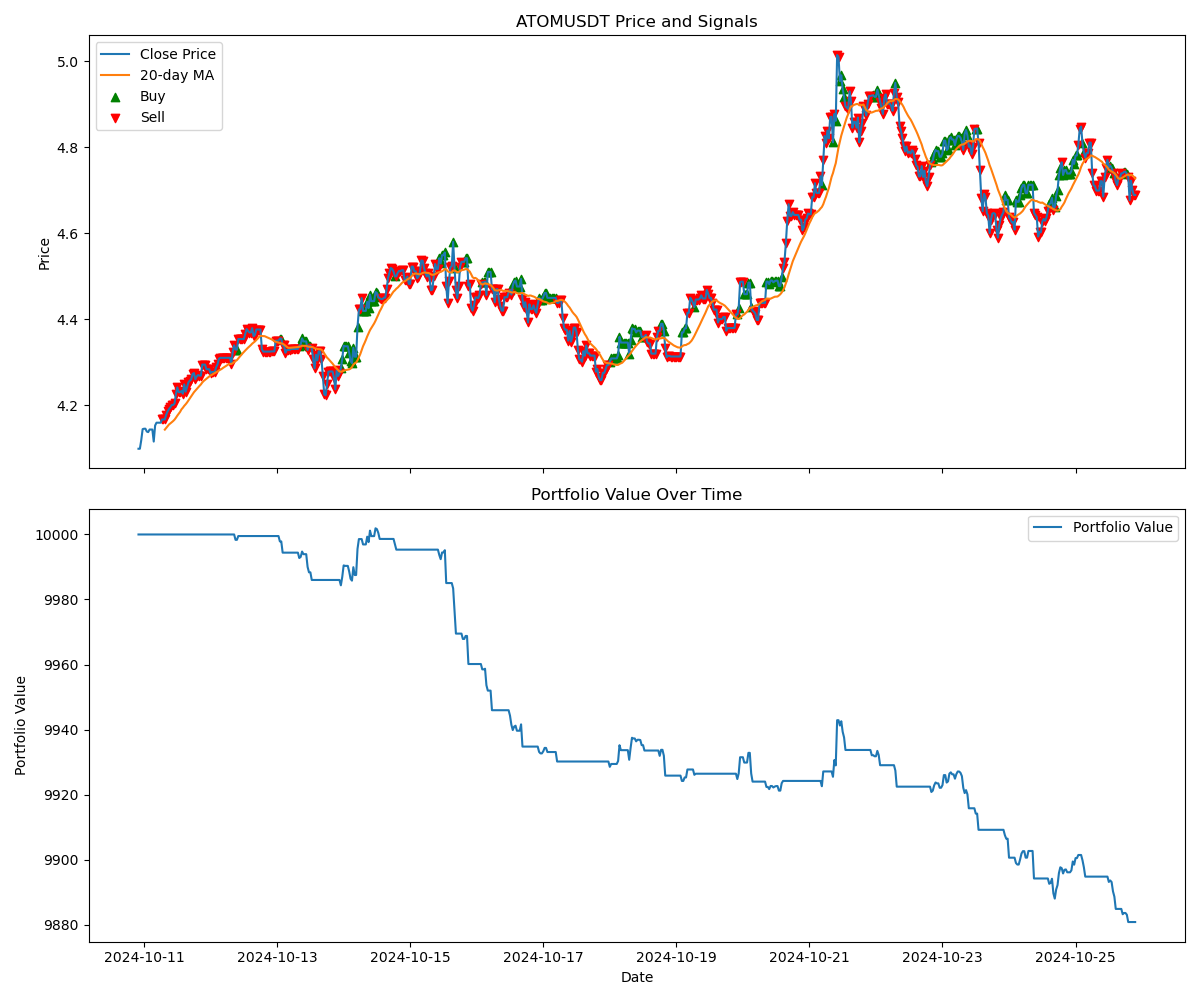 ATOMUSDT Price and Signals
Close Price
20-day MA
Buy
Sell
5.0
4.8
4.6
4.4
4.2
Price
Portfolio Value Over Time
Portfolio Value
10000
9980
9960
9940
9920
9900
9880
Portfolio Value
2024-10-11 2024-10-13 2024-10-15 2024-10-17 2024-10-19 2024-10-21 2024-10-23 2024-10-25
Date